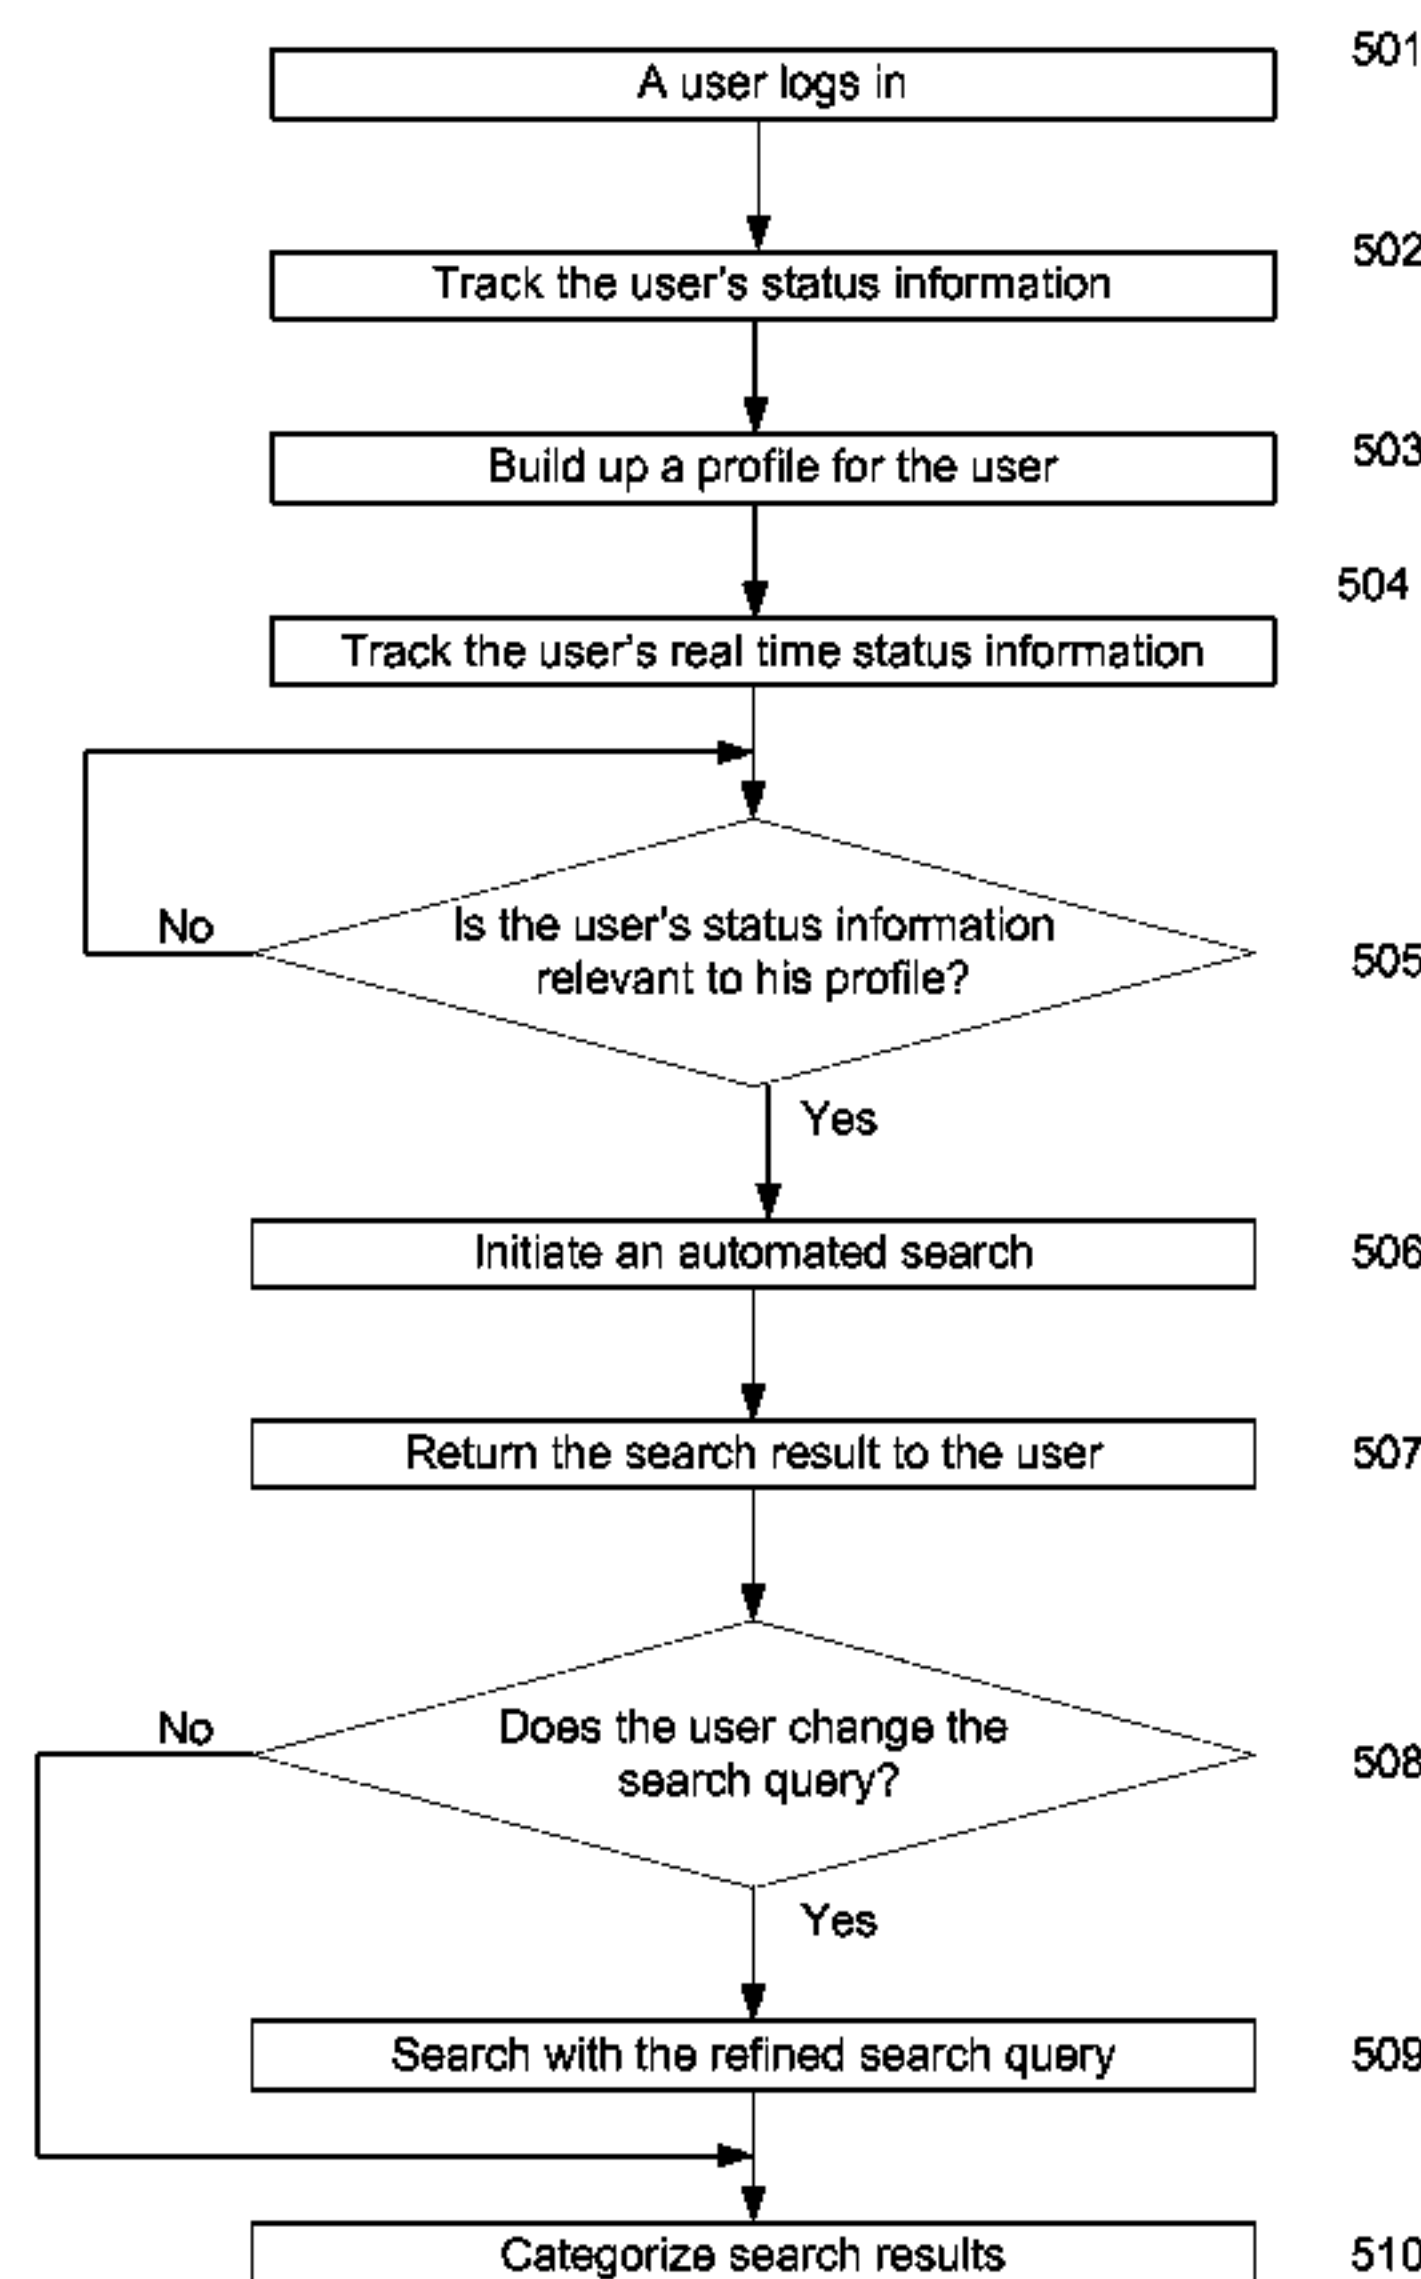 501
A user logs in
502
Track the user's status information
503
Build up a profile for the user
504
Track the user's real time status information
No
Is the user's status information
relevant to his profile?
505
Yes
Initiate an automated search
506
Return the search result to the user
507
No
Does the user change the
search query?
508
Yes
Search with the refined search query
509
Categorize search results
510